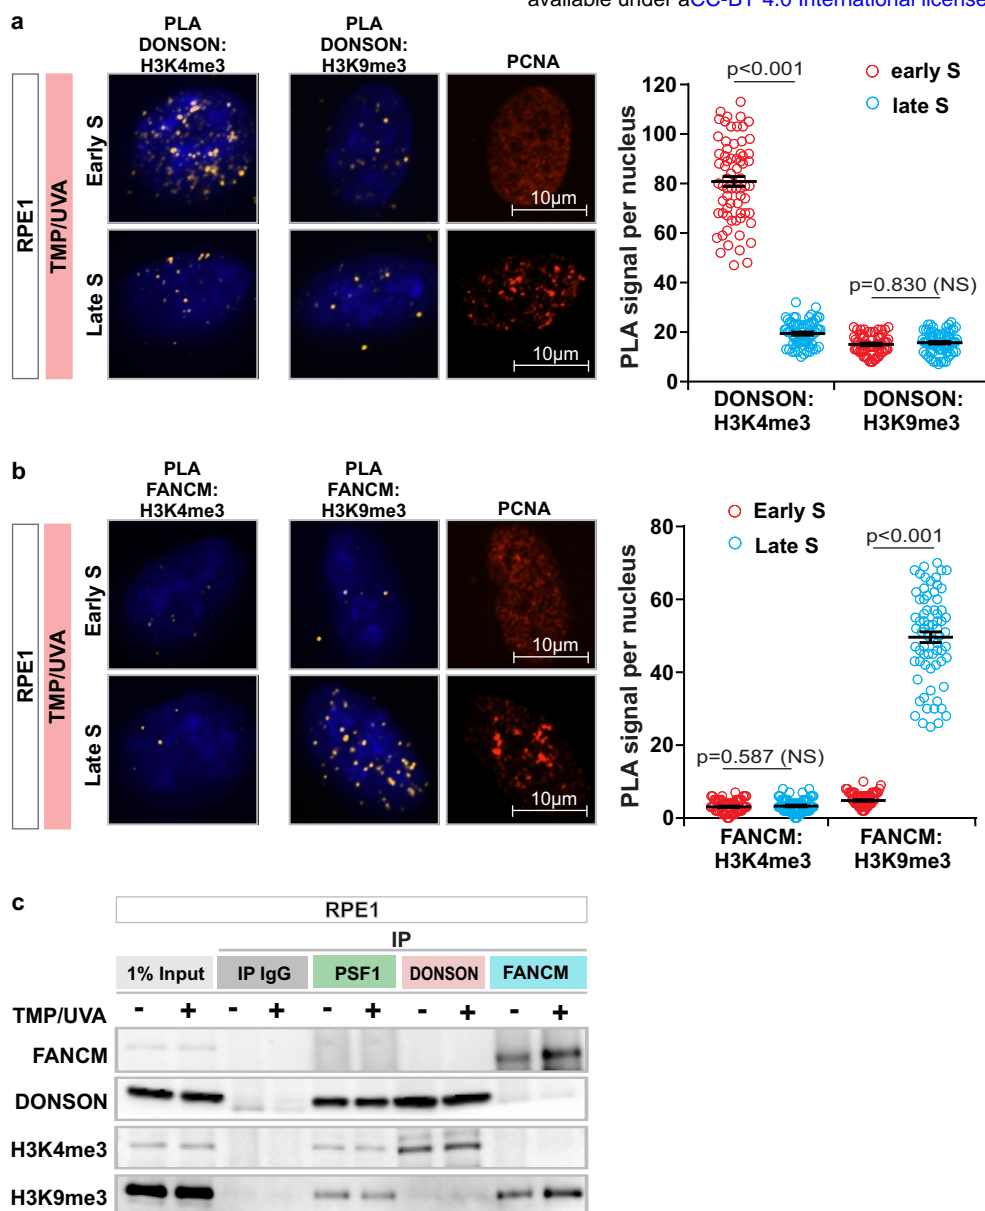 available under aCC-BY 4.0 International license
a
PLA
DONSON:
H3K4me3
PLA
DONSON:
H3K9me3
PCNA
RPE1
TMP/UVA
Early S
Late S
10µm
10µm
PLA signal per nucleus
120
100
80
60
40
20
0
p<0.001
early S
late S
p=0.830 (NS)
DONSON:
H3K4me3
DONSON:
H3K9me3
b
PLA
FANCM:
H3K4me3
PLA
FANCM:
H3K9me3
PCNA
RPE1
TMP/UVA
Early S
Late S
10µm
10µm
PLA signal per nucleus
80
60
40
20
0
Early S
Late S
p<0.001
p=0.587 (NS)
FANCM:
H3K4me3
FANCM:
H3K9me3
c
RPE1
IP
1% Input IP IgG PSF1 DONSON FANCM
TMP/UVA - + - + - + - + - +
FANCM
DONSON
H3K4me3
H3K9me3